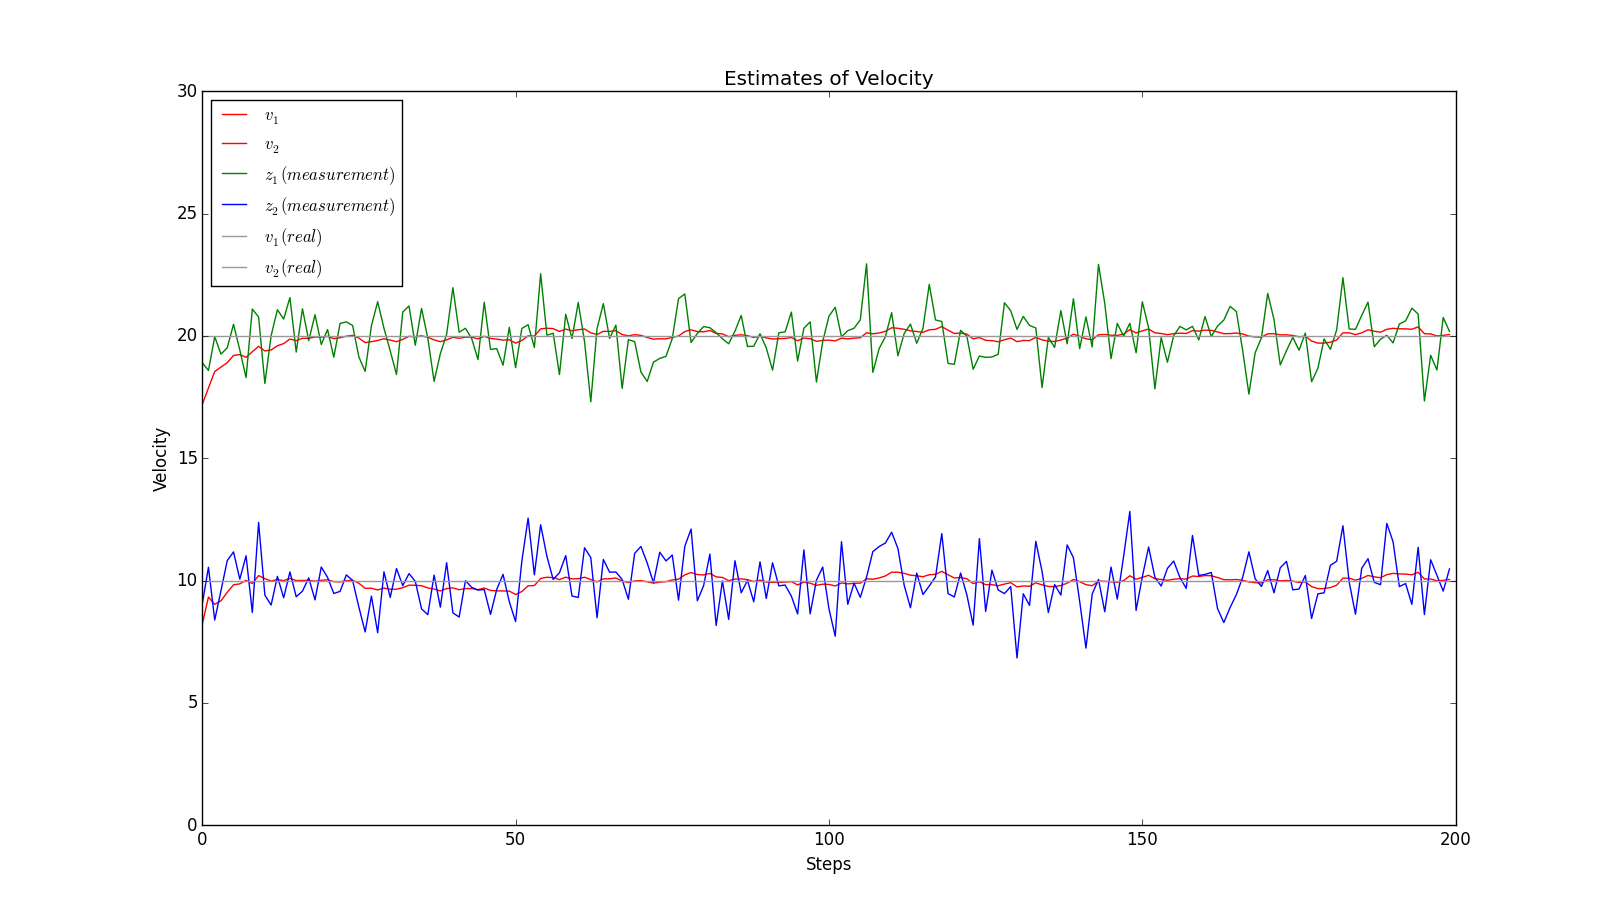 Estimates of Velocity
30
25
20
15
10
5
0
Velocity
v₁
v₂
z₁(measurement)
z₂(measurement)
v₁(real)
v₂(real)
0 50 100 150 200
Steps